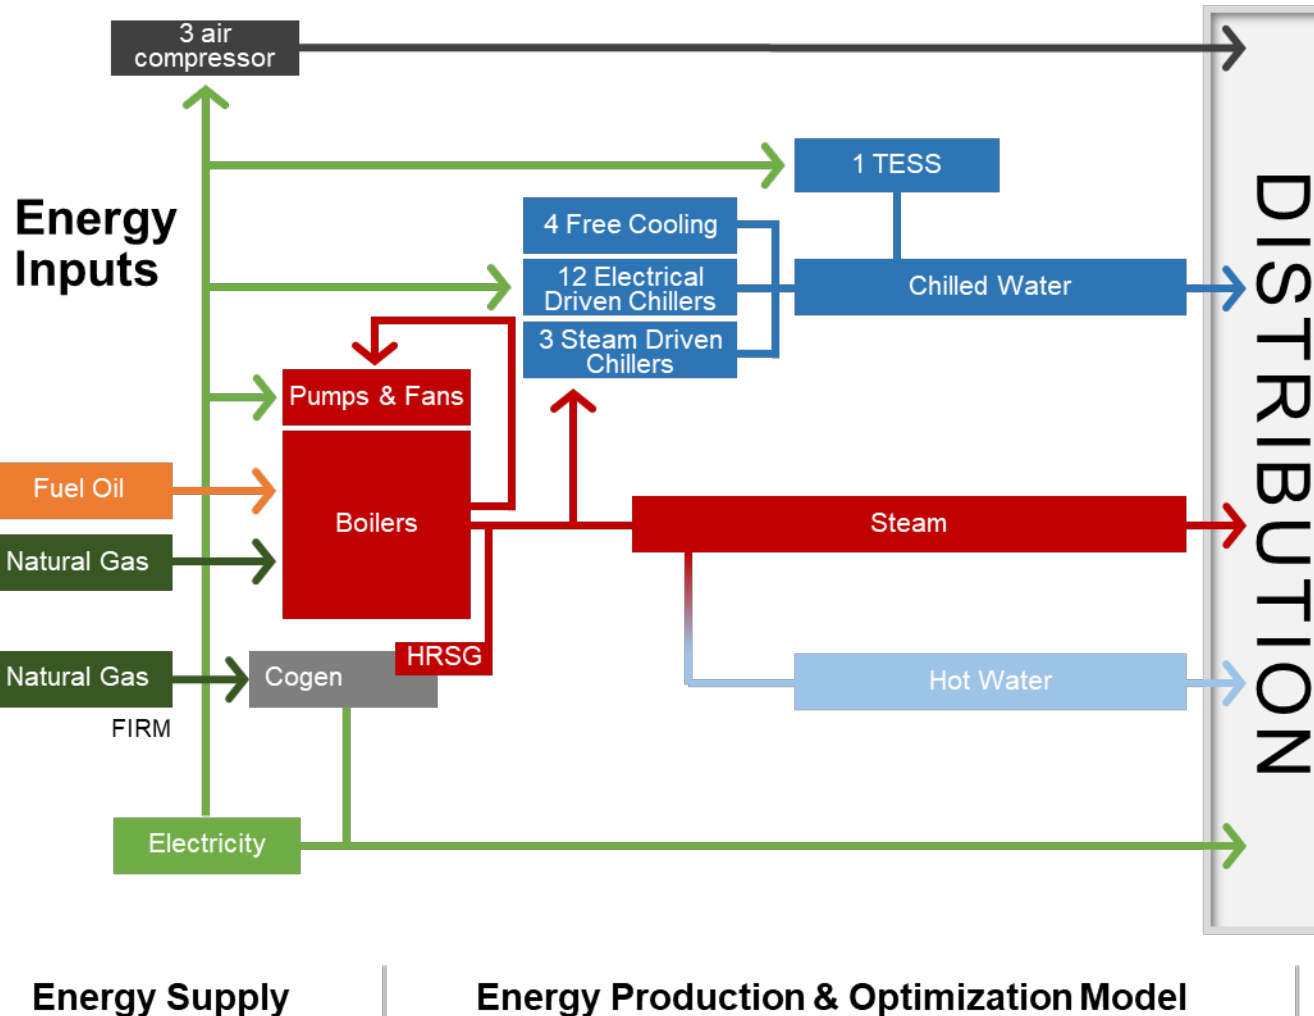 3 air
compressor
1 TESS
Energy
Inputs
4 Free Cooling
12 Electrical
Driven Chillers
Chilled Water
3 Steam Driven
Chillers
Pumps & Fans
Fuel Oil
Boilers
Steam
Natural Gas
HRSG
Natural Gas
Cogen
Hot Water
FIRM
Electricity
DISTRIBUTION
Energy Supply
Energy Production & Optimization Model